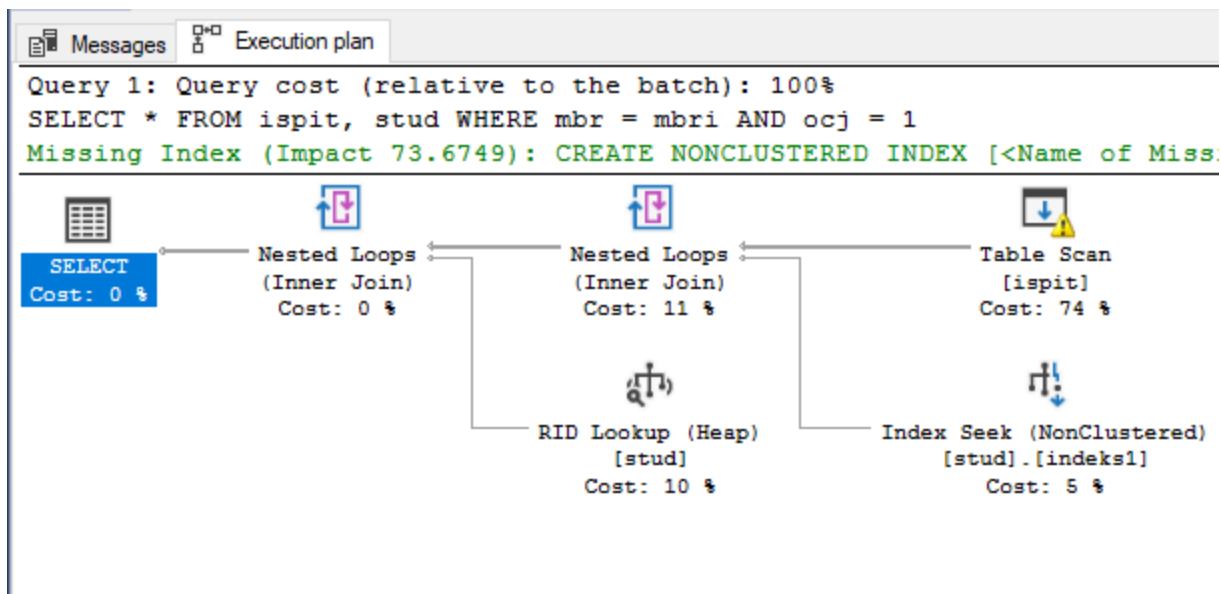 Messages Execution plan
Query 1: Query cost (relative to the batch): 100%
SELECT * FROM ispit, stud WHERE mbr = mbri AND ocj = 1
Missing Index (Impact 73.6749): CREATE NONCLUSTERED INDEX [<Name of Miss
SELECT
Cost: 0 %
Nested Loops
(Inner Join)
Cost: 0 %
Nested Loops
(Inner Join)
Cost: 11 %
Table Scan
[ispit]
Cost: 74 %
RID Lookup (Heap)
[stud]
Cost: 10 %
Index Seek (NonClustered)
[stud].[indeks1]
Cost: 5 %